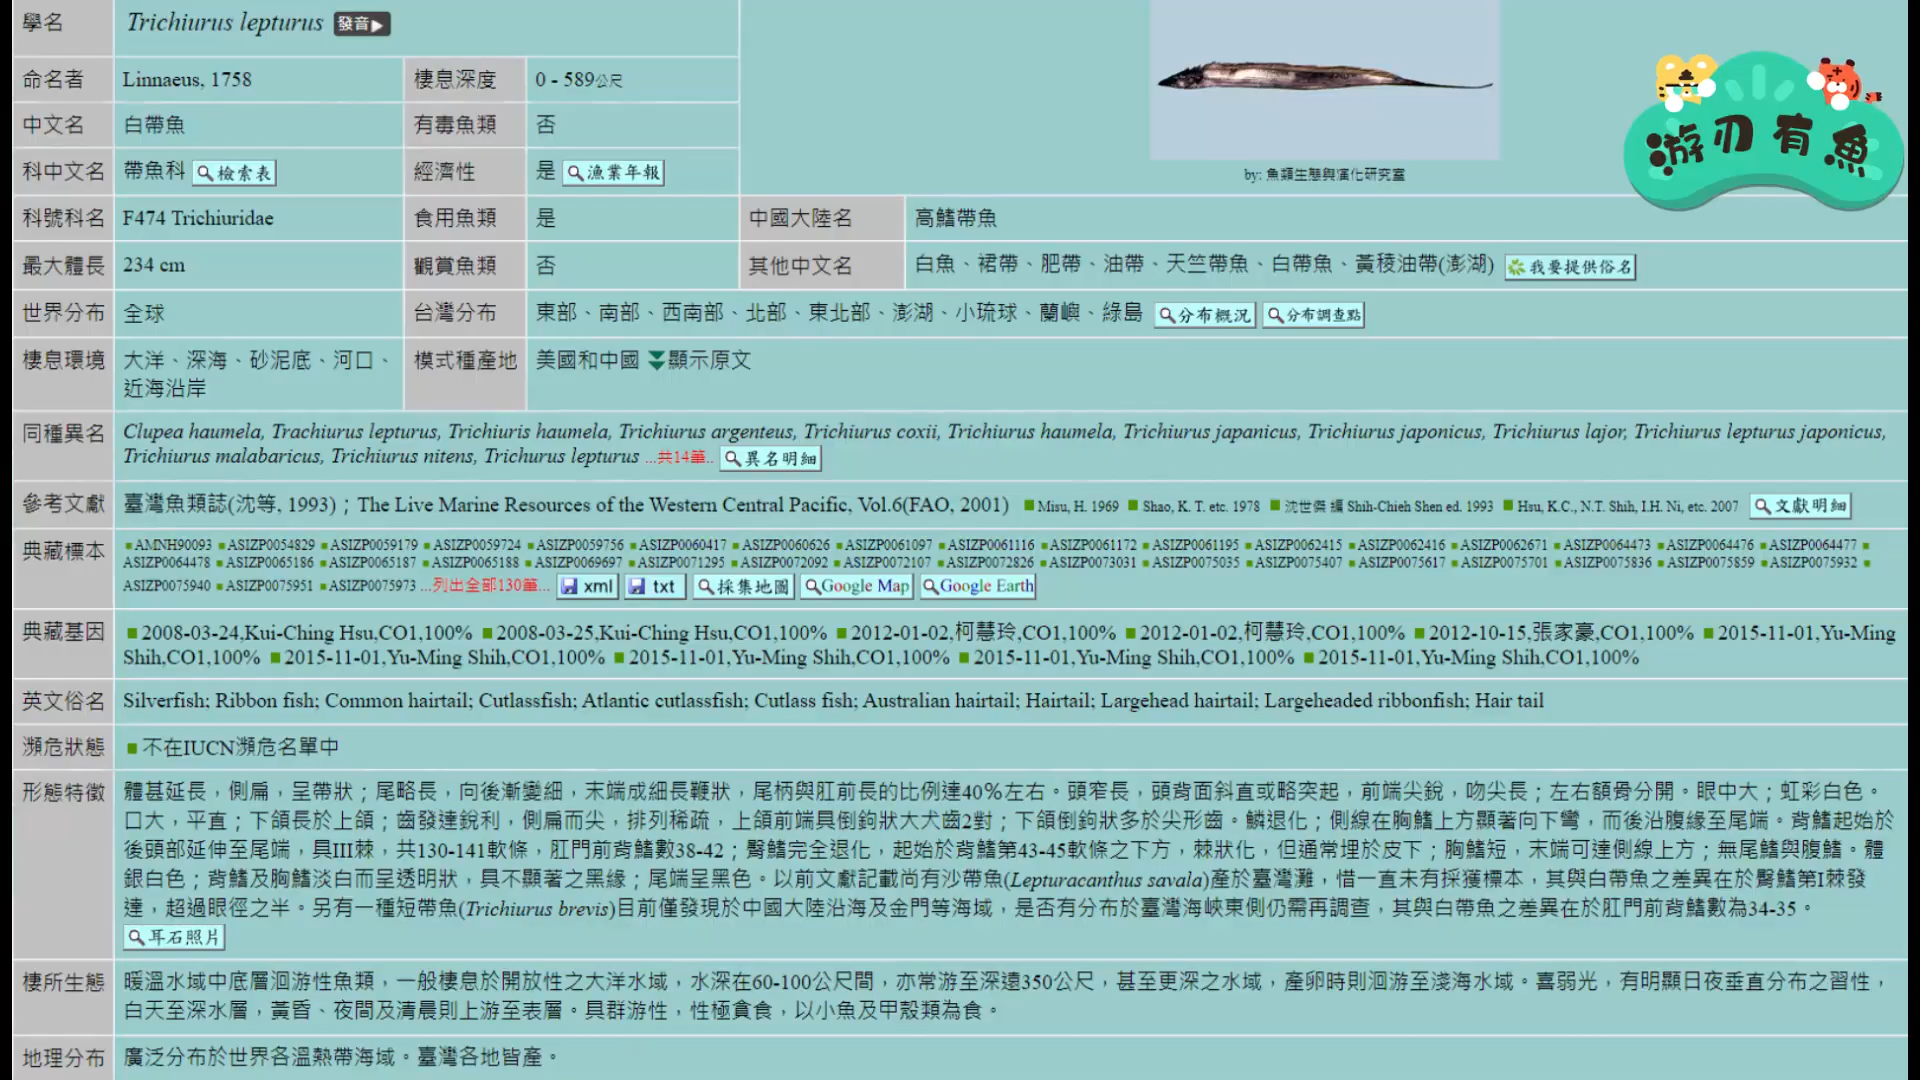 學名 Trichiurus lepturus 發音▶
命名者 Linnaeus, 1758 棲息深度 0 - 589公尺
中文名 白帶魚 有毒魚類 否
科中文名 帶魚科 檢索表 經濟性 是 漁業年報
by: 魚類生態與演化研究室
游刃有魚
科號科名 F474 Trichiuridae 食用魚類 是 中國大陸名 高鰭帶魚
最大體長 234 cm 觀賞魚類 否 其他中文名 白魚、裙帶、肥帶、油帶、天竺帶魚、白帶魚、黃稜油帶(澎湖) 我要提供俗名
世界分布 全球 台灣分布 東部、南部、西南部、北部、東北部、澎湖、小琉球、蘭嶼、綠島 分布概況 分布調查點
棲息環境 大洋、深海、砂泥底、河口、 模式種產地 美國和中國 顯示原文
近海沿岸
同種異名 Clupea haumela, Trachiurus lepturus, Trichiuris haumela, Trichiurus argenteus, Trichiurus coxii, Trichiurus haumela, Trichiurus japanicus, Trichiurus japonicus, Trichiurus lajor, Trichiurus lepturus japonicus,
Trichiurus malabaricus, Trichiurus nitens, Trichurus lepturus ...共14筆.. 異名明細
參考文獻 臺灣魚類誌(沈等, 1993)；The Live Marine Resources of the Western Central Pacific, Vol.6(FAO, 2001) ■Misu, H. 1969 ■Shao, K. T. etc. 1978 ■沈世傑 編 Shih-Chieh Shen ed. 1993 ■Hsu, K.C., N.T. Shih, I.H. Ni, etc. 2007 文獻明細
典藏標本 ■AMNH90093 ■ASIZP0054829 ■ASIZP0059179 ■ASIZP0059724 ■ASIZP0059756 ■ASIZP0060417 ■ASIZP0060626 ■ASIZP0061097 ■ASIZP0061116 ■ASIZP0061172 ■ASIZP0061195 ■ASIZP0062415 ■ASIZP0062416 ■ASIZP0062671 ■ASIZP0064473 ■ASIZP0064476 ■ASIZP0064477 ■
ASIZP0064478 ■ASIZP0065186 ■ASIZP0065187 ■ASIZP0065188 ■ASIZP0069697 ■ASIZP0071295 ■ASIZP0072092 ■ASIZP0072107 ■ASIZP0072826 ■ASIZP0073031 ■ASIZP0075035 ■ASIZP0075407 ■ASIZP0075617 ■ASIZP0075701 ■ASIZP0075836 ■ASIZP0075859 ■ASIZP0075932 ■
ASIZP0075940 ■ASIZP0075951 ■ASIZP0075973 ...列出全部130筆... xml txt 採集地圖 Google Map Google Earth
典藏基因 ■2008-03-24,Kui-Ching Hsu,CO1,100% ■2008-03-25,Kui-Ching Hsu,CO1,100% ■2012-01-02,柯慧玲,CO1,100% ■2012-01-02,柯慧玲,CO1,100% ■2012-10-15,張家豪,CO1,100% ■2015-11-01,Yu-Ming
Shih,CO1,100% ■2015-11-01,Yu-Ming Shih,CO1,100% ■2015-11-01,Yu-Ming Shih,CO1,100% ■2015-11-01,Yu-Ming Shih,CO1,100% ■2015-11-01,Yu-Ming Shih,CO1,100%
英文俗名 Silverfish; Ribbon fish; Common hairtail; Cutlassfish; Atlantic cutlassfish; Cutlass fish; Australian hairtail; Hairtail; Largehead hairtail; Largeheaded ribbonfish; Hair tail
瀕危狀態 ■不在IUCN瀕危名單中
形態特徵 體甚延長，側扁，呈帶狀；尾略長，向後漸變細，末端成細長鞭狀，尾柄與肛前長的比例達40%左右。頭窄長，頭背面斜直或略突起，前端尖銳，吻尖長；左右額骨分開。眼中大；虹彩白色。
口大，平直；下頜長於上頜；齒發達銳利，側扁而尖，排列稀疏，上頜前端具倒鉤狀大犬齒2對；下頜倒鉤狀多於尖形齒。鱗退化；側線在胸鰭上方顯著向下彎，而後沿腹緣至尾端。背鰭起始於
後頭部延伸至尾端，具III棘，共130-141軟條，肛門前背鰭數38-42；臀鰭完全退化，起始於背鰭第43-45軟條之下方，棘狀化，但通常埋於皮下；胸鰭短，末端可達側線上方；無尾鰭與腹鰭。體
銀白色；背鰭及胸鰭淡白而呈透明狀，具不顯著之黑緣；尾端呈黑色。以前文獻記載尚有沙帶魚(Lepturacanthus savala)產於臺灣灘，惜一直未有採獲標本，其與白帶魚之差異在於臀鰭第I棘發
達，超過眼徑之半。另有一種短帶魚(Trichiurus brevis)目前僅發現於中國大陸沿海及金門等海域，是否有分布於臺灣海峽東側仍需再調查，其與白帶魚之差異在於肛門前背鰭數為34-35。
耳石照片
棲所生態 暖溫水域中底層洄游性魚類，一般棲息於開放性之大洋水域，水深在60-100公尺間，亦常游至深遠350公尺，甚至更深之水域，產卵時則洄游至淺海水域。喜弱光，有明顯日夜垂直分布之習性，
白天至深水層，黃昏、夜間及清晨則上游至表層。具群游性，性極貪食，以小魚及甲殼類為食。
地理分布 廣泛分布於世界各溫熱帶海域。臺灣各地皆產。